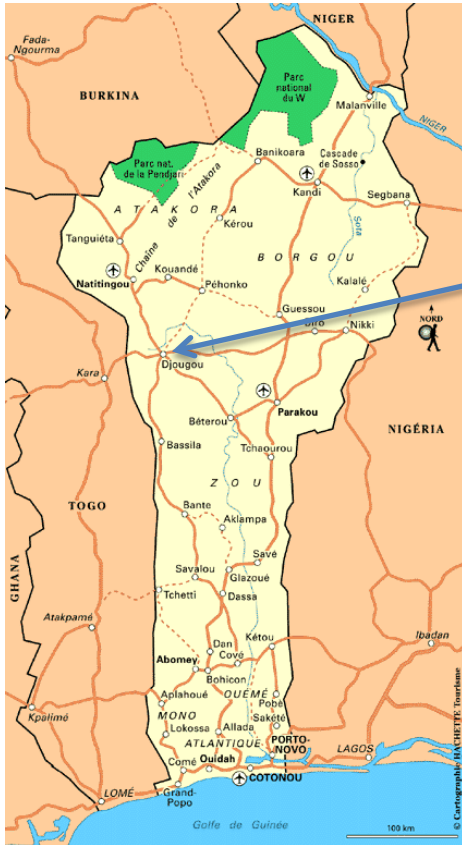 NIGER
Fada-
Ngourma
Parc
national
du W
BURKINA
Malanville
NIGER
Parc nat.
de la Pendjari
Banikoara
Cascade
de Sosso
Kandi
Segbana
ATAKORA
Chaîne de l'Atakora
Kérou
Sota
Tanguiéta
BORGOU
Kouandé
Natitingou
Péhonko
Kalalé
Guessou
NORD
Nikki
Djougou
Kara
Parakou
Béterou
NIGÉRIA
Bassila
Tchaourou
ZOU
TOGO
Bante
Aklampa
Savé
GHANA
Savalou
Glazoué
Tchetti
Dassa
Atakpamé
Ibadan
Dan
Kétou
Cové
Abomey
Bohicon
Aplahoué
OUÉMÉ
Pobé
MONO
Kpalimé
Lokossa
Allada
Sakété
ATLANTIQUE
PORTO-
NOVO
LAGOS
Comé
Ouidah
COTONOU
LOMÉ
Grand-
Popo
Golfe de Guinée
100 km
© Cartographie HACHETTE Tourisme